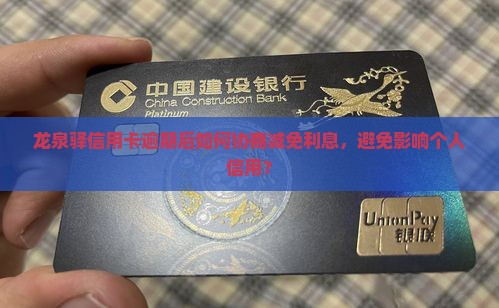 中国建设银行
China Construction Bank
Platinum
龙泉驿信用卡逾期后如何协商减免利息，避免影响个人
信用？
UnionPay
银联